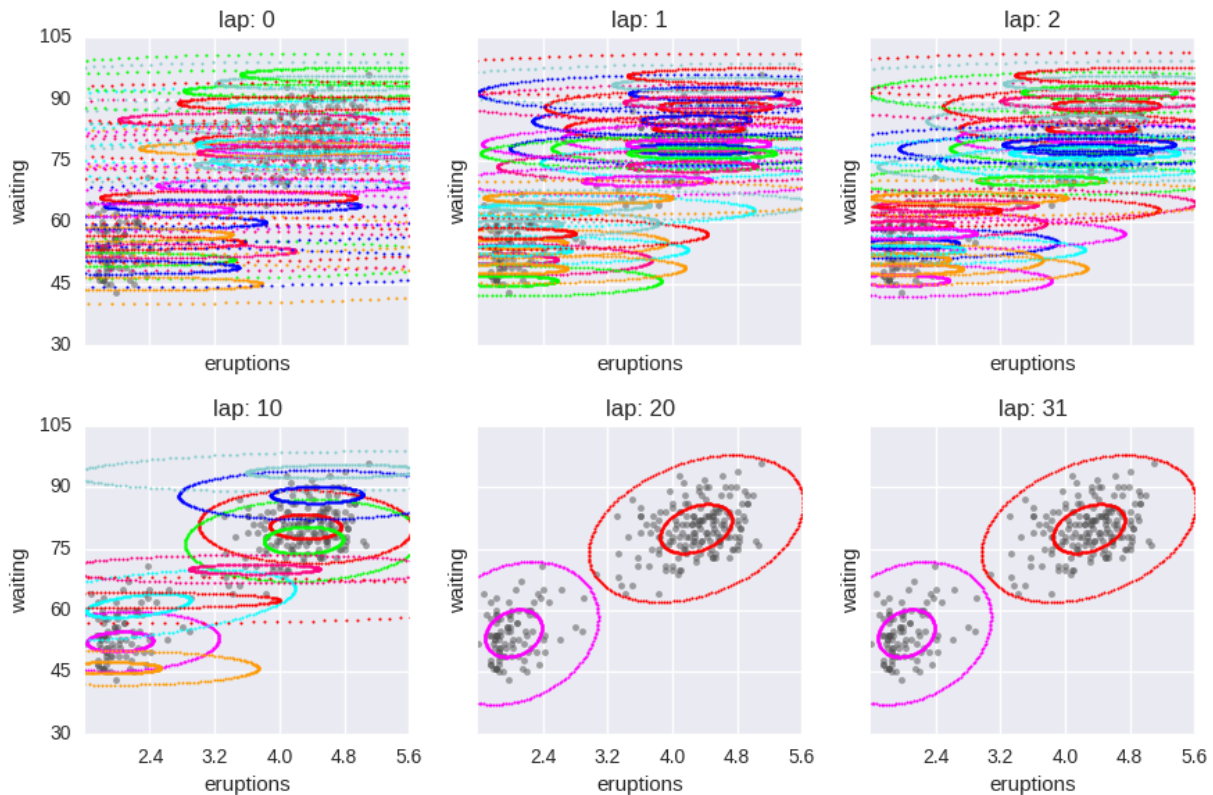 lap: 0
lap: 1
lap: 2
105
90
75
60
45
30
waiting
waiting
waiting
eruptions
eruptions
eruptions
lap: 10
lap: 20
lap: 31
105
90
75
60
45
30
waiting
waiting
waiting
2.4 3.2 4.0 4.8 5.6
2.4 3.2 4.0 4.8 5.6
2.4 3.2 4.0 4.8 5.6
eruptions
eruptions
eruptions